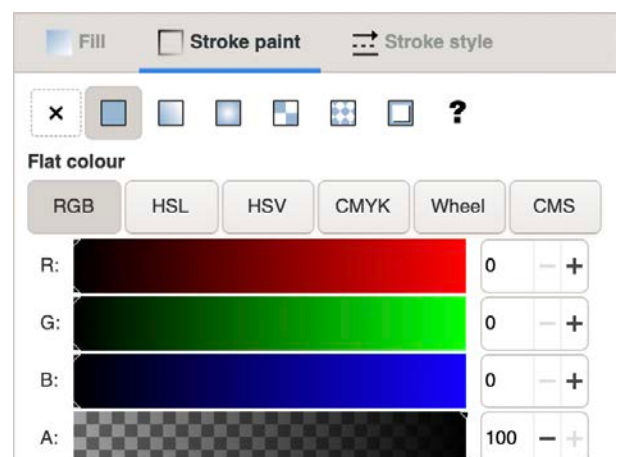 Fill Stroke paint Stroke style
×  ?
Flat colour
RGB HSL HSV CMYK Wheel CMS
R: 0 − +
G: 0 − +
B: 0 − +
A: 100 − +